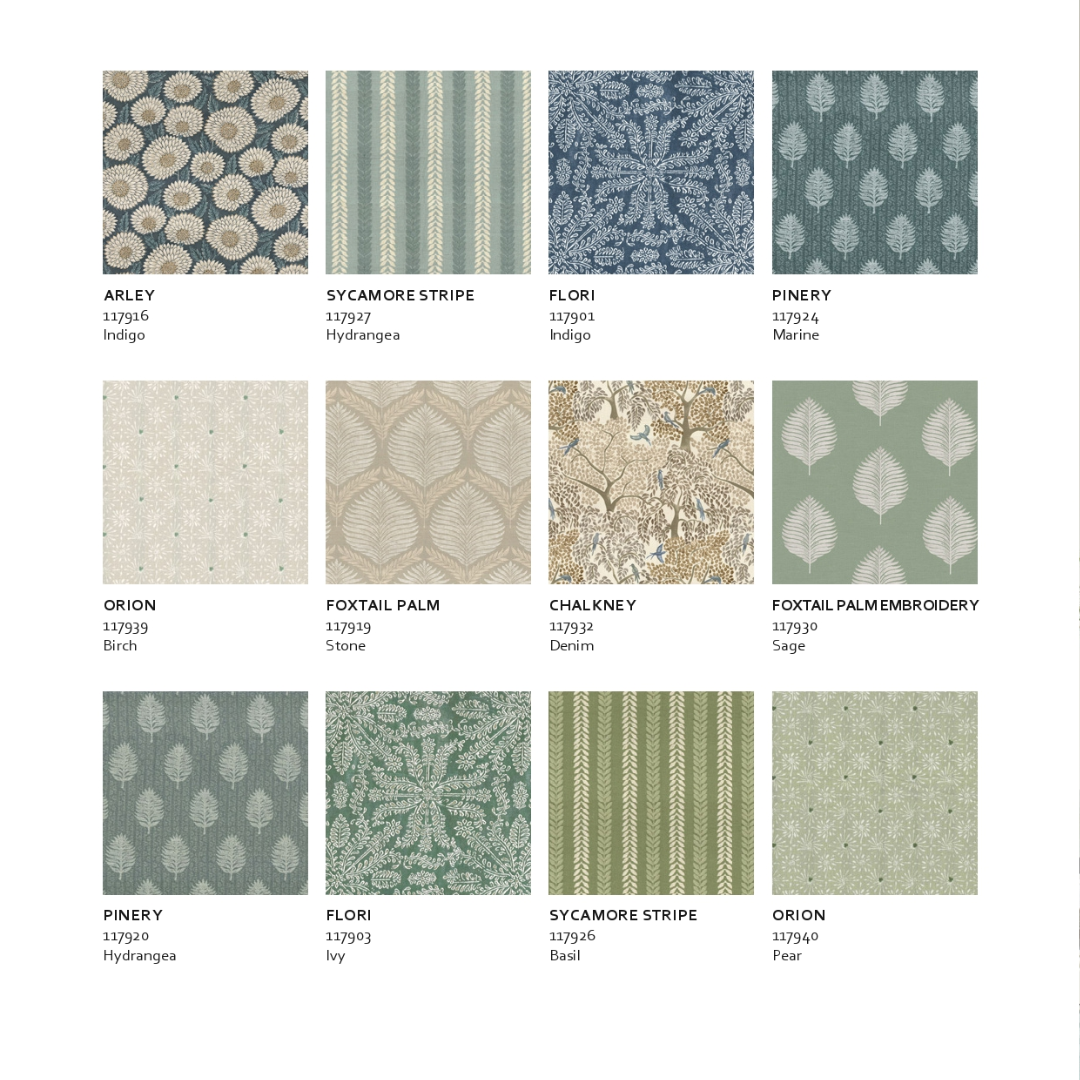 ARLEY
117916
Indigo
SYCAMORE STRIPE
117927
Hydrangea
FLORI
117901
Indigo
PINERY
117924
Marine
ORION
117939
Birch
FOXTAIL PALM
117919
Stone
CHALKNEY
117932
Denim
FOXTAIL PALM EMBROIDERY
117930
Sage
PINERY
117920
Hydrangea
FLORI
117903
Ivy
SYCAMORE STRIPE
117926
Basil
ORION
117940
Pear